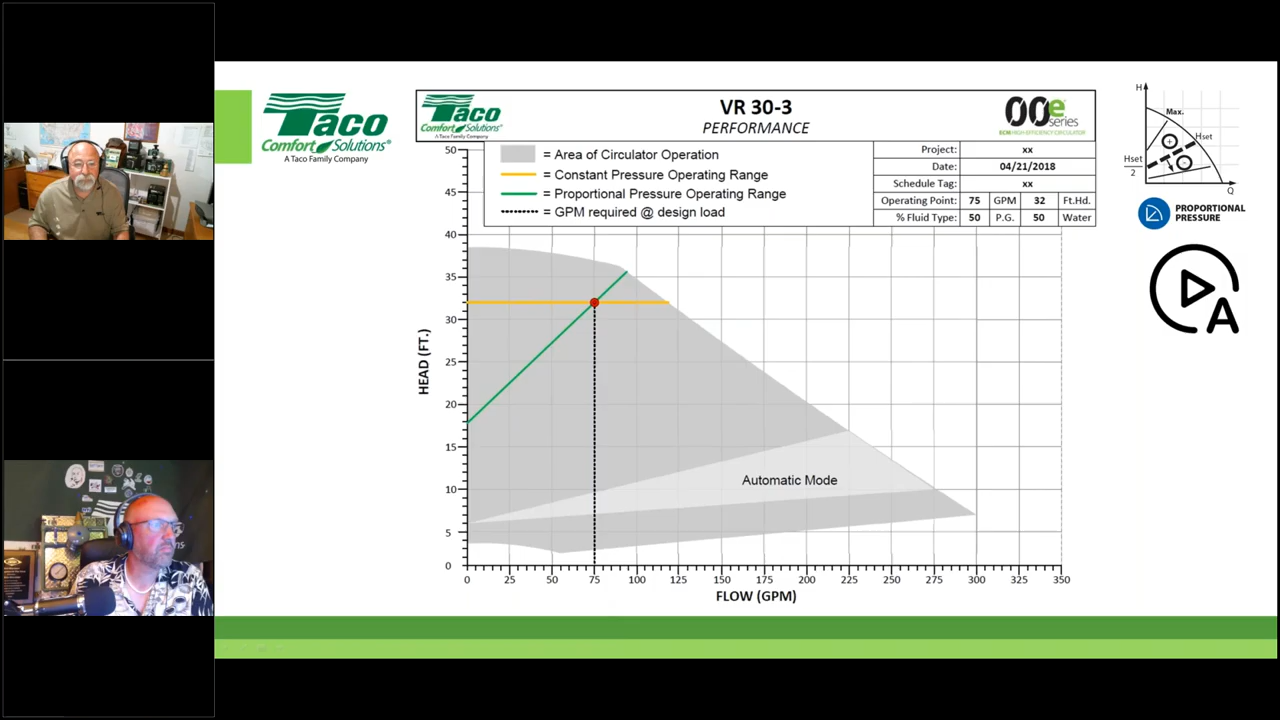 Taco
Comfort Solutions®
A Taco Family Company
Taco
Comfort Solutions®
A Taco Family Company
VR 30-3
PERFORMANCE
00e
series
ECM HIGH-EFFICIENCY CIRCULATOR
= Area of Circulator Operation
= Constant Pressure Operating Range
= Proportional Pressure Operating Range
= GPM required @ design load
Project: xx
Date: 04/21/2018
Schedule Tag: xx
Operating Point: 75 GPM 32 Ft.Hd.
% Fluid Type: 50 P.G. 50 Water
HEAD (FT.)
50
45
40
35
30
25
20
15
10
5
0
Automatic Mode
0 25 50 75 100 125 150 175 200 225 250 275 300 325 350
FLOW (GPM)
H
Max.
Hset
Hset
2
Q
PROPORTIONAL
PRESSURE
A